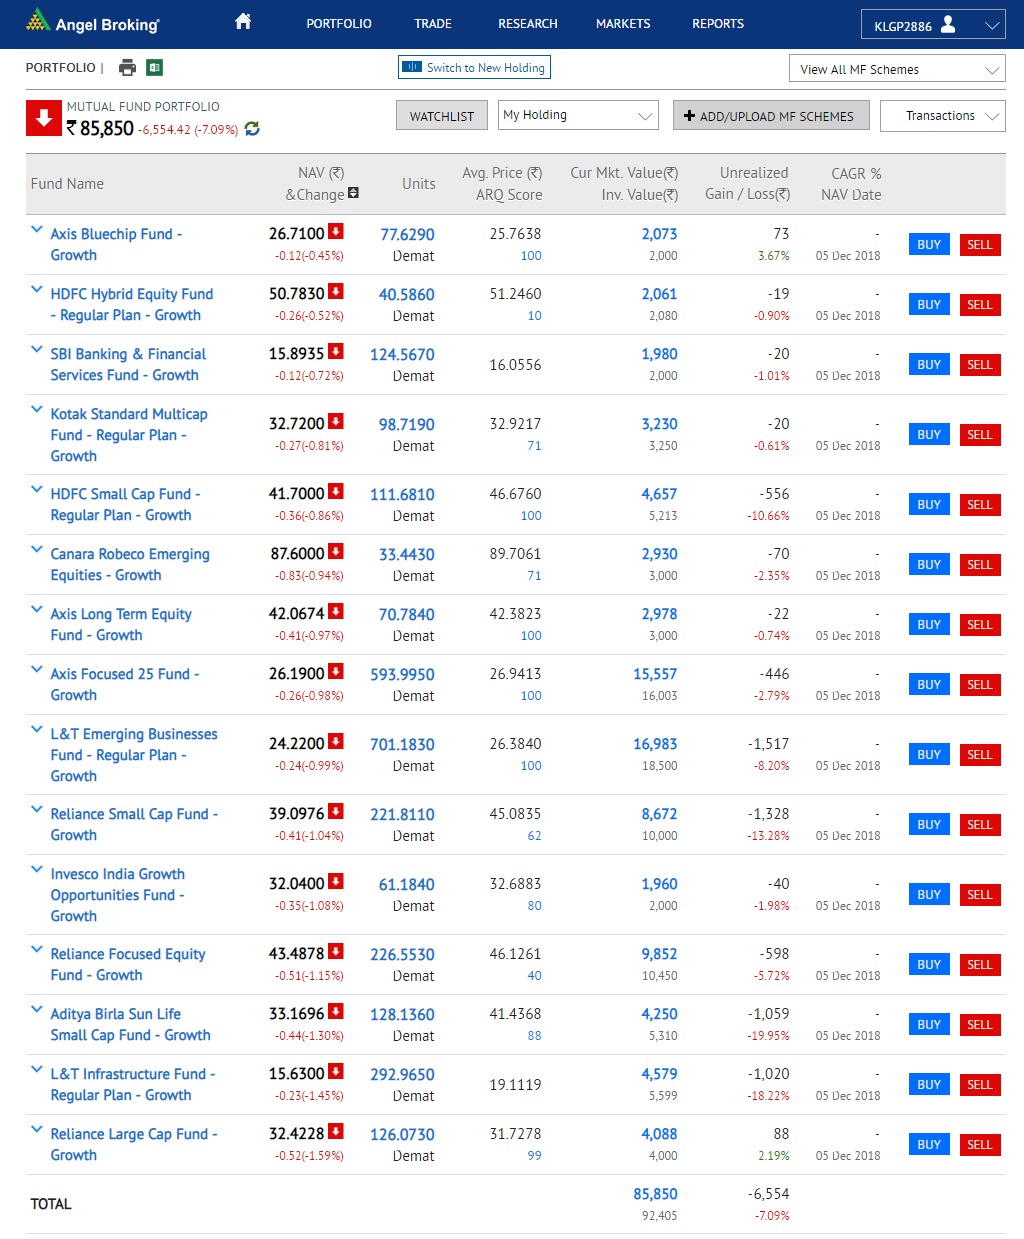 Angel Broking
PORTFOLIO TRADE RESEARCH MARKETS REPORTS KLGP2886
PORTFOLIO | Switch to New Holding View All MF Schemes
MUTUAL FUND PORTFOLIO
₹ 85,850 -6,554.42 (-7.09%) WATCHLIST My Holding + ADD/UPLOAD MF SCHEMES Transactions
Fund Name NAV (₹) &Change Units Avg. Price (₹) ARQ Score Cur Mkt. Value(₹) Inv. Value(₹) Unrealized Gain / Loss(₹) CAGR % NAV Date
Axis Bluechip Fund - 26.7100 77.6290 25.7638 2,073 73 - BUY SELL
Growth -0.12(-0.45%) Demat 100 2,000 3.67% 05 Dec 2018
HDFC Hybrid Equity Fund 50.7830 40.5860 51.2460 2,061 -19 - BUY SELL
- Regular Plan - Growth -0.26(-0.52%) Demat 10 2,080 -0.90% 05 Dec 2018
SBI Banking & Financial 15.8935 124.5670 16.0556 1,980 -20 - BUY SELL
Services Fund - Growth -0.12(-0.72%) Demat 2,000 -1.01% 05 Dec 2018
Kotak Standard Multicap
Fund - Regular Plan - 32.7200 98.7190 32.9217 3,230 -20 - BUY SELL
Growth -0.27(-0.81%) Demat 71 3,250 -0.61% 05 Dec 2018
HDFC Small Cap Fund - 41.7000 111.6810 46.6760 4,657 -556 - BUY SELL
Regular Plan - Growth -0.36(-0.86%) Demat 100 5,213 -10.66% 05 Dec 2018
Canara Robeco Emerging 87.6000 33.4430 89.7061 2,930 -70 - BUY SELL
Equities - Growth -0.83(-0.94%) Demat 71 3,000 -2.35% 05 Dec 2018
Axis Long Term Equity 42.0674 70.7840 42.3823 2,978 -22 - BUY SELL
Fund - Growth -0.41(-0.97%) Demat 100 3,000 -0.74% 05 Dec 2018
Axis Focused 25 Fund - 26.1900 593.9950 26.9413 15,557 -446 - BUY SELL
Growth -0.26(-0.98%) Demat 100 16,003 -2.79% 05 Dec 2018
L&T Emerging Businesses
Fund - Regular Plan - 24.2200 701.1830 26.3840 16,983 -1,517 - BUY SELL
Growth -0.24(-0.99%) Demat 100 18,500 -8.20% 05 Dec 2018
Reliance Small Cap Fund - 39.0976 221.8110 45.0835 8,672 -1,328 - BUY SELL
Growth -0.41(-1.04%) Demat 62 10,000 -13.28% 05 Dec 2018
Invesco India Growth
Opportunities Fund - 32.0400 61.1840 32.6883 1,960 -40 - BUY SELL
Growth -0.35(-1.08%) Demat 80 2,000 -1.98% 05 Dec 2018
Reliance Focused Equity 43.4878 226.5530 46.1261 9,852 -598 - BUY SELL
Fund - Growth -0.51(-1.15%) Demat 40 10,450 -5.72% 05 Dec 2018
Aditya Birla Sun Life 33.1696 128.1360 41.4368 4,250 -1,059 - BUY SELL
Small Cap Fund - Growth -0.44(-1.30%) Demat 88 5,310 -19.95% 05 Dec 2018
L&T Infrastructure Fund - 15.6300 292.9650 19.1119 4,579 -1,020 - BUY SELL
Regular Plan - Growth -0.23(-1.45%) Demat 5,599 -18.22% 05 Dec 2018
Reliance Large Cap Fund - 32.4228 126.0730 31.7278 4,088 88 - BUY SELL
Growth -0.52(-1.59%) Demat 99 4,000 2.19% 05 Dec 2018
TOTAL 85,850 -6,554
92,405 -7.09%